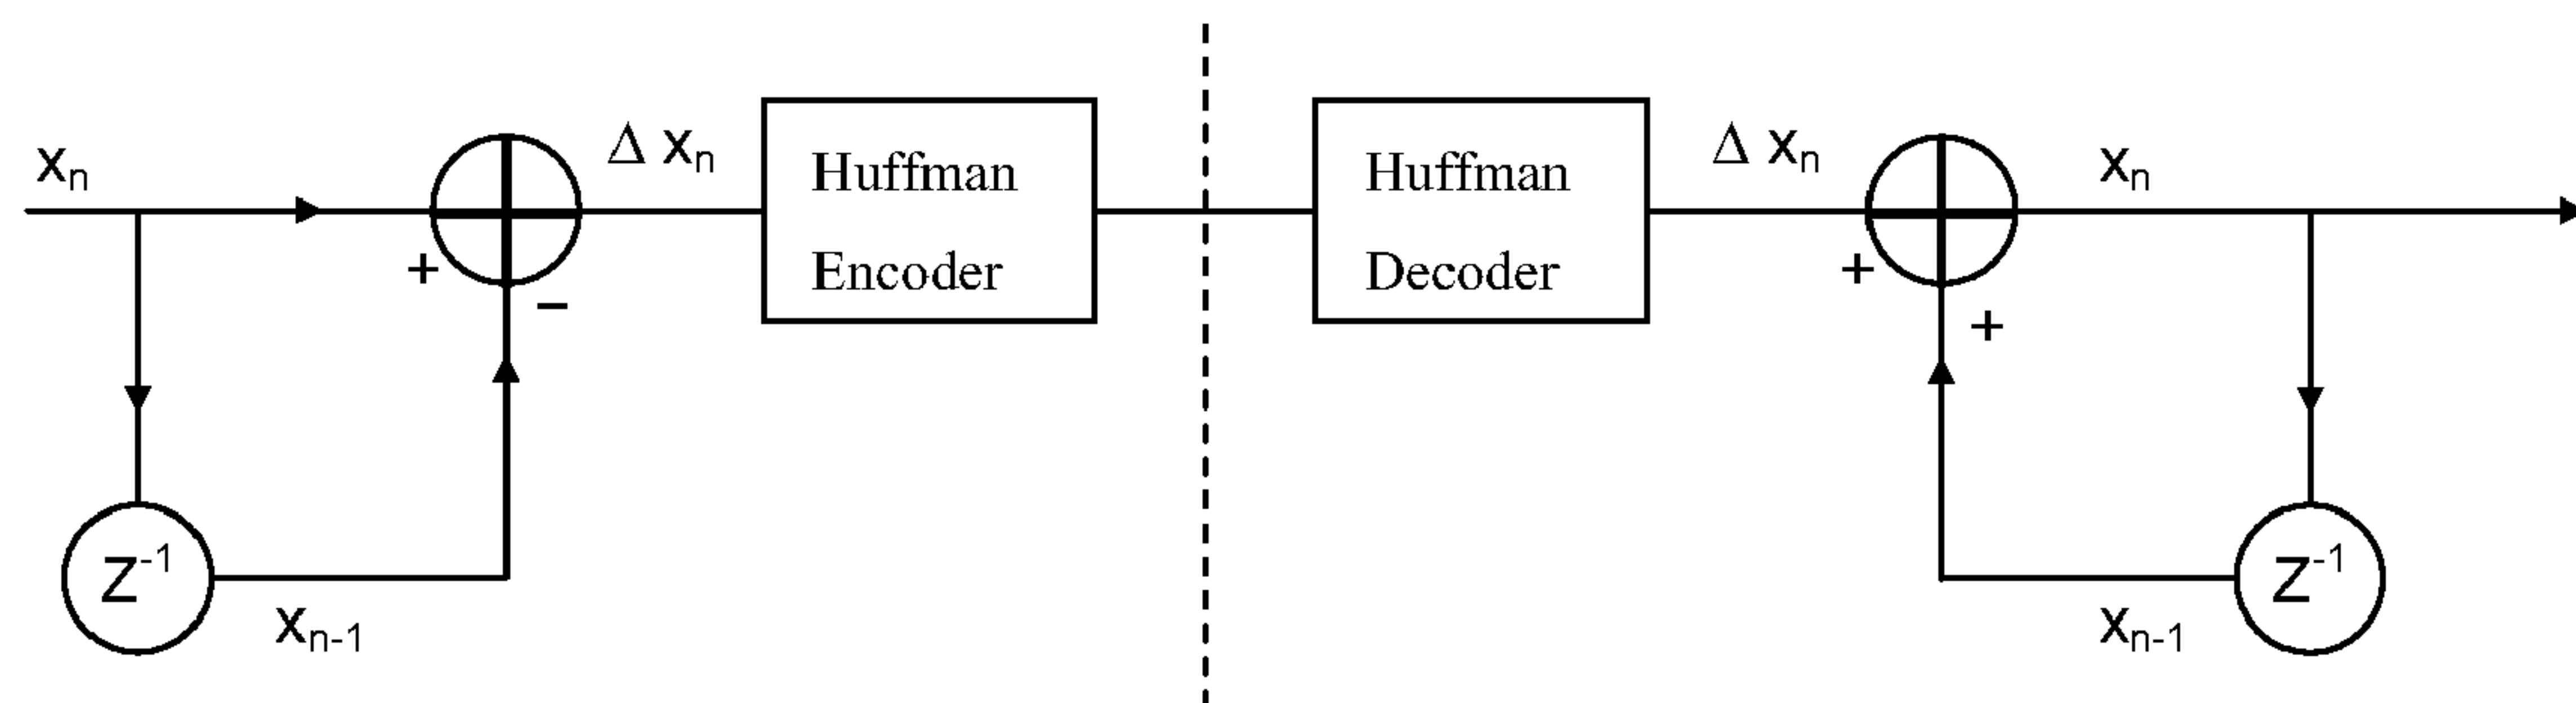 xₙ
+
−
Δ xₙ
Huffman
Encoder
Z⁻¹
xₙ₋₁
Huffman
Decoder
Δ xₙ
+
+
xₙ
Z⁻¹
xₙ₋₁